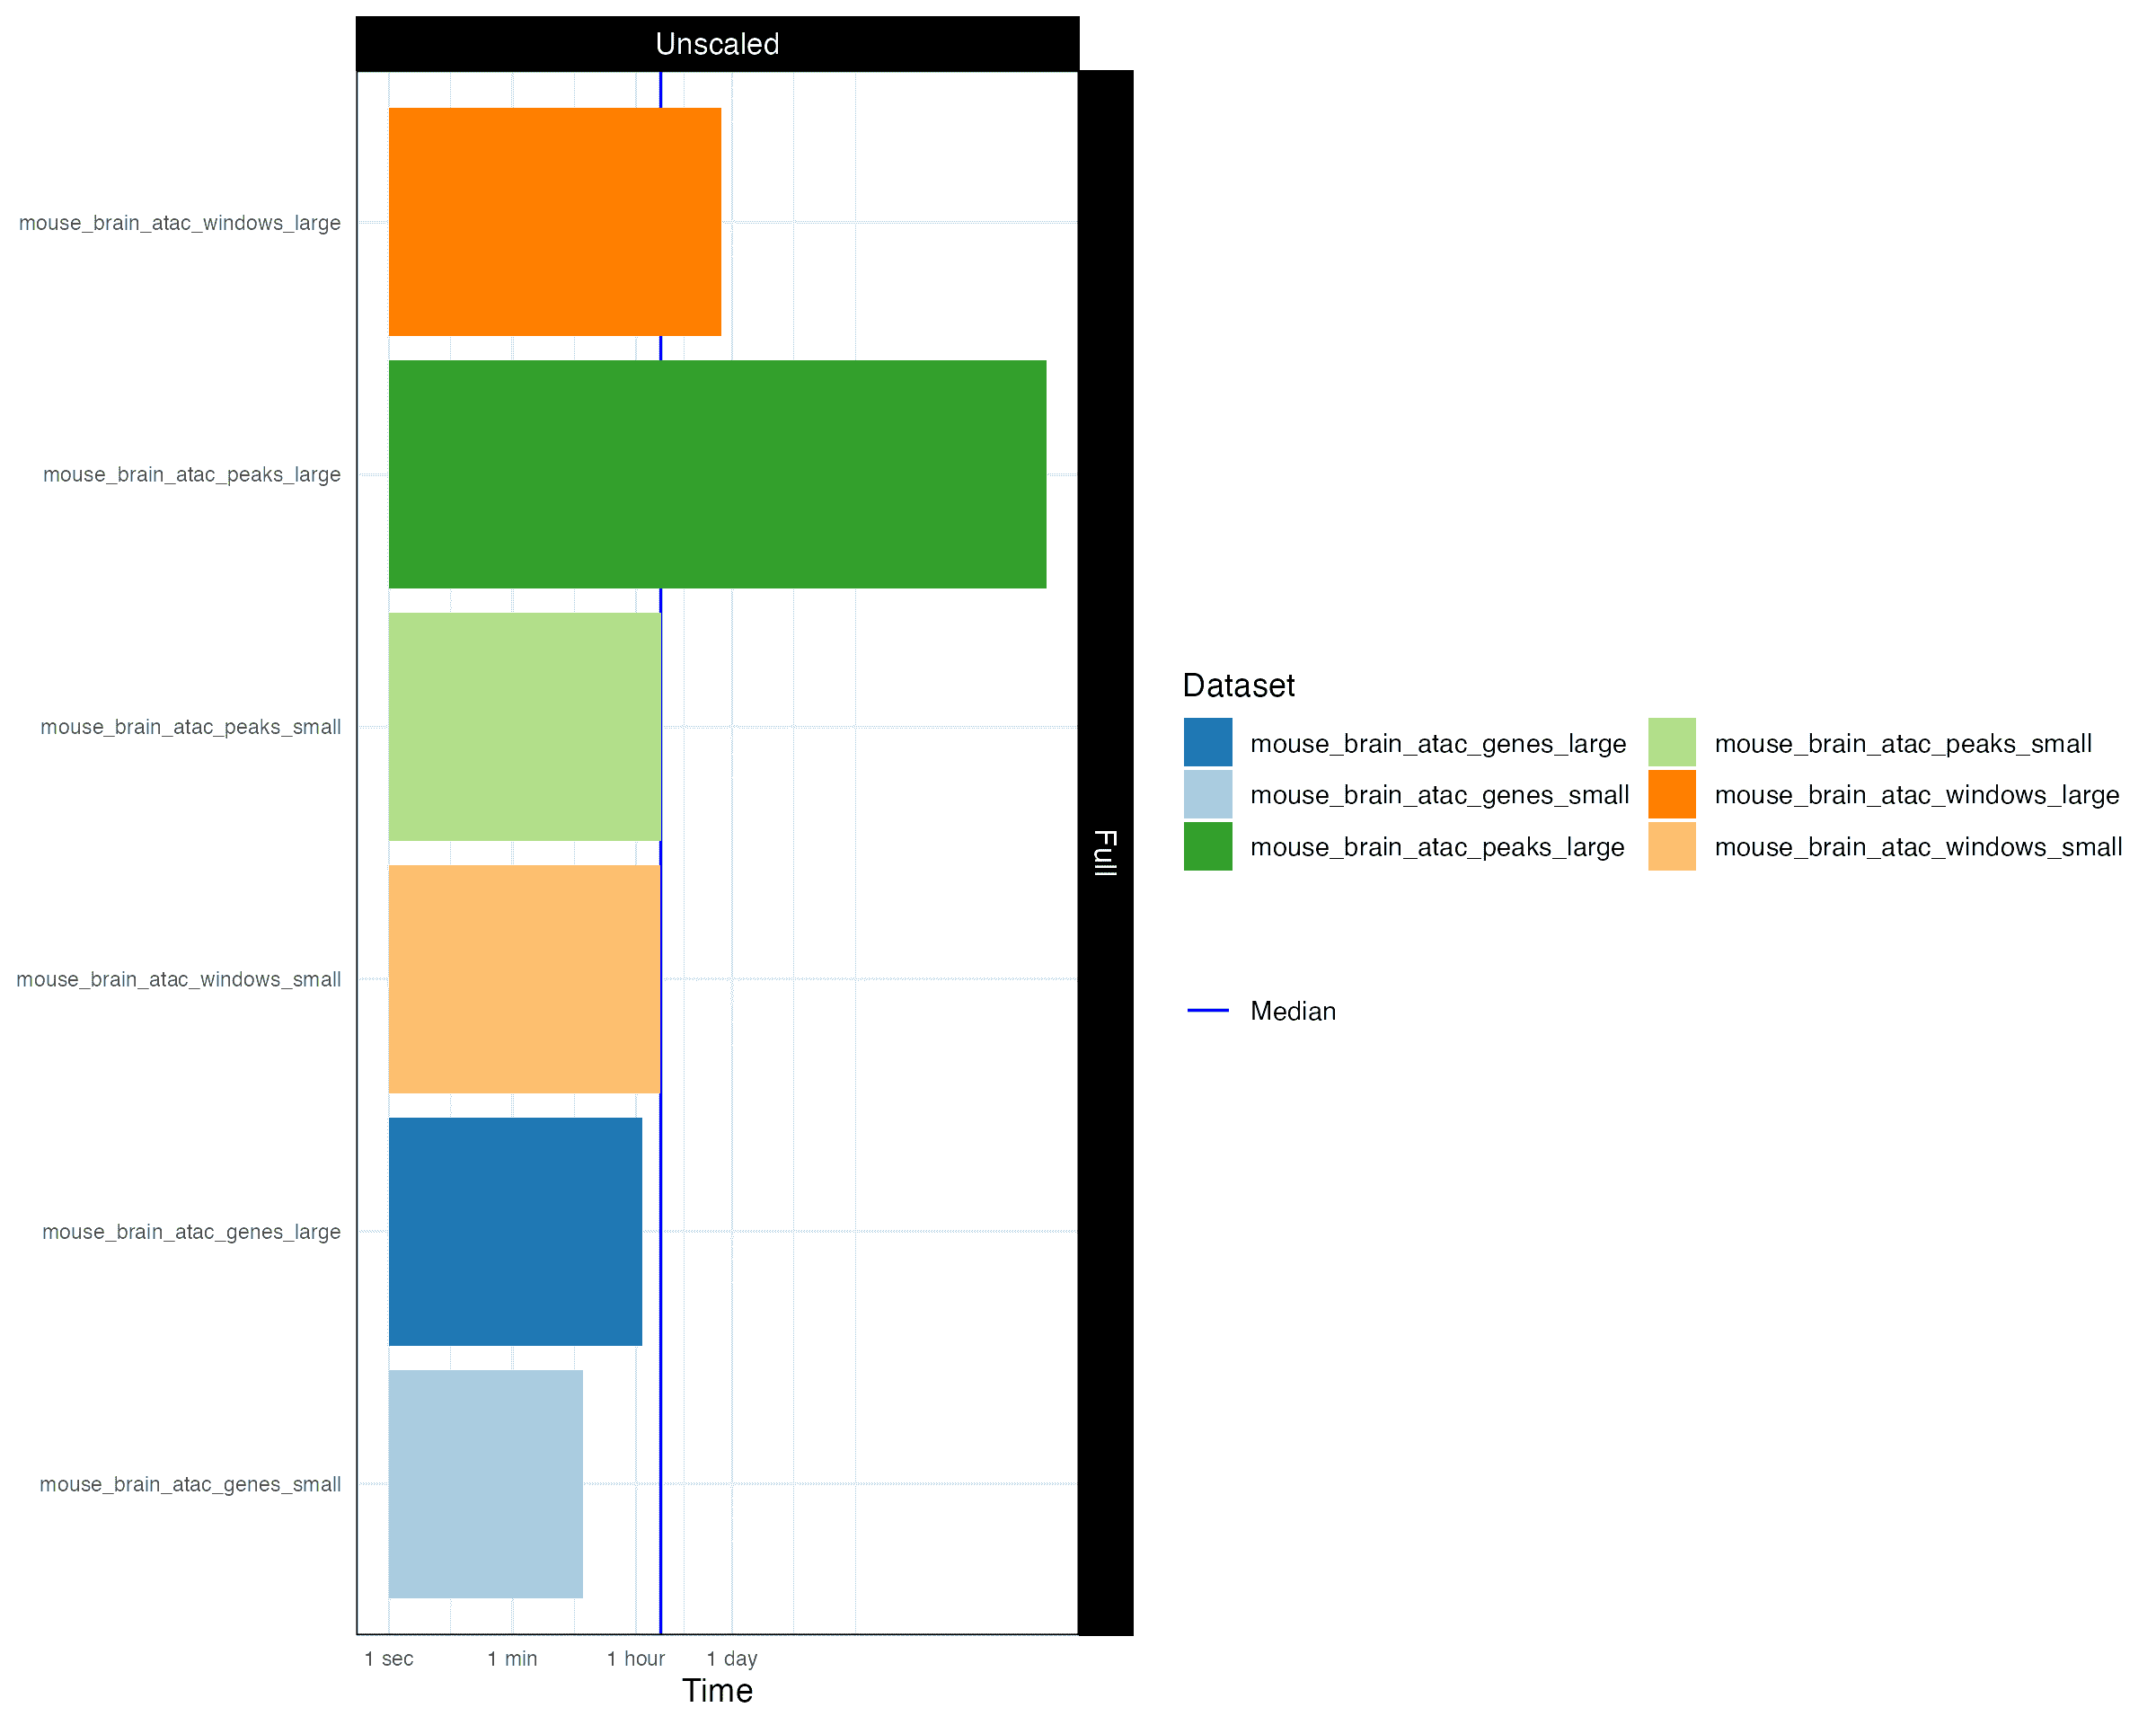 Unscaled
mouse_brain_atac_windows_large
mouse_brain_atac_peaks_large
mouse_brain_atac_peaks_small
mouse_brain_atac_windows_small
mouse_brain_atac_genes_large
mouse_brain_atac_genes_small
1 sec 1 min 1 hour 1 day
Time
Full
Dataset
mouse_brain_atac_genes_large mouse_brain_atac_peaks_small
mouse_brain_atac_genes_small mouse_brain_atac_windows_large
mouse_brain_atac_peaks_large mouse_brain_atac_windows_small
Median